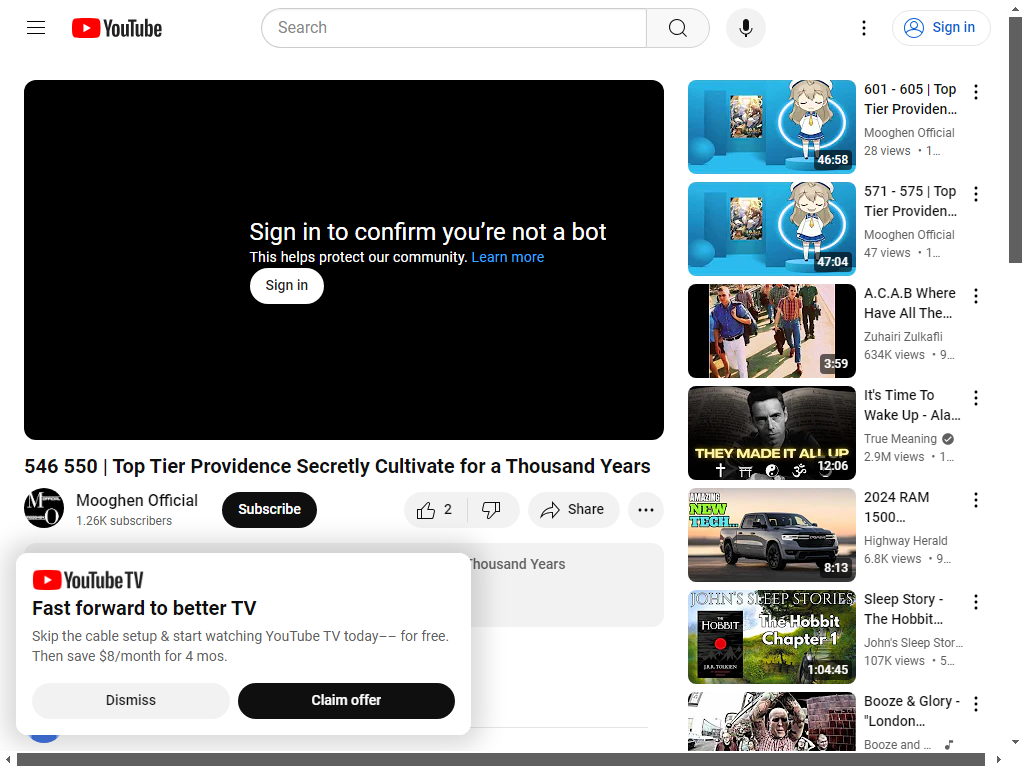 YouTube
Search
Sign in
Sign in to confirm you’re not a bot
This helps protect our community. Learn more
Sign in
546 550 | Top Tier Providence Secretly Cultivate for a Thousand Years
Mooghen Official
1.26K subscribers
Subscribe
2
Share
Thousand Years
YouTube TV
Fast forward to better TV
Skip the cable setup & start watching YouTube TV today–– for free.
Then save $8/month for 4 mos.
Dismiss
Claim offer
46:58
601 - 605 | Top
Tier Providen...
Mooghen Official
28 views • 1...
47:04
571 - 575 | Top
Tier Providen...
Mooghen Official
47 views • 1...
3:59
A.C.A.B Where
Have All The...
Zuhairi Zulkafli
634K views • 9...
THEY MADE IT ALL UP
12:06
It's Time To
Wake Up - Ala...
True Meaning
2.9M views • 1...
AMAZING
NEW
TECH...
8:13
2024 RAM
1500...
Highway Herald
6.8K views • 9...
JOHN'S SLEEP STORIES
THE
HOBBIT
J.R.R. TOLKIEN
The Hobbit
Chapter 1
1:04:45
Sleep Story -
The Hobbit...
John's Sleep Stor...
107K views • 5...
Booze & Glory -
"London...
Booze and ...